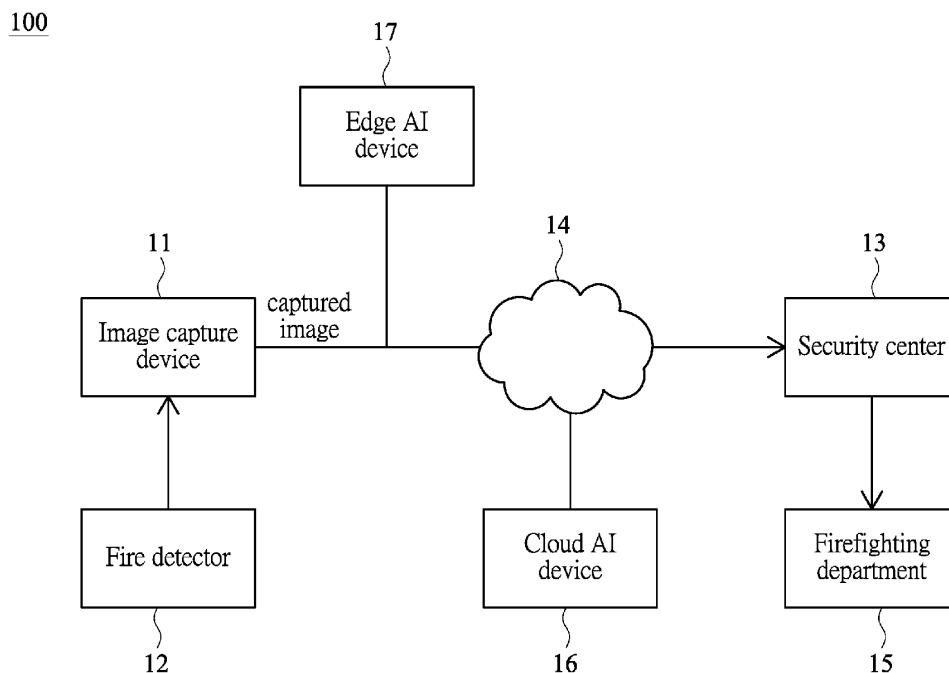 100
17
Edge AI
device
11
14
13
captured
image
Image capture
device
Security center
Fire detector
Cloud AI
device
Firefighting
department
12
16
15